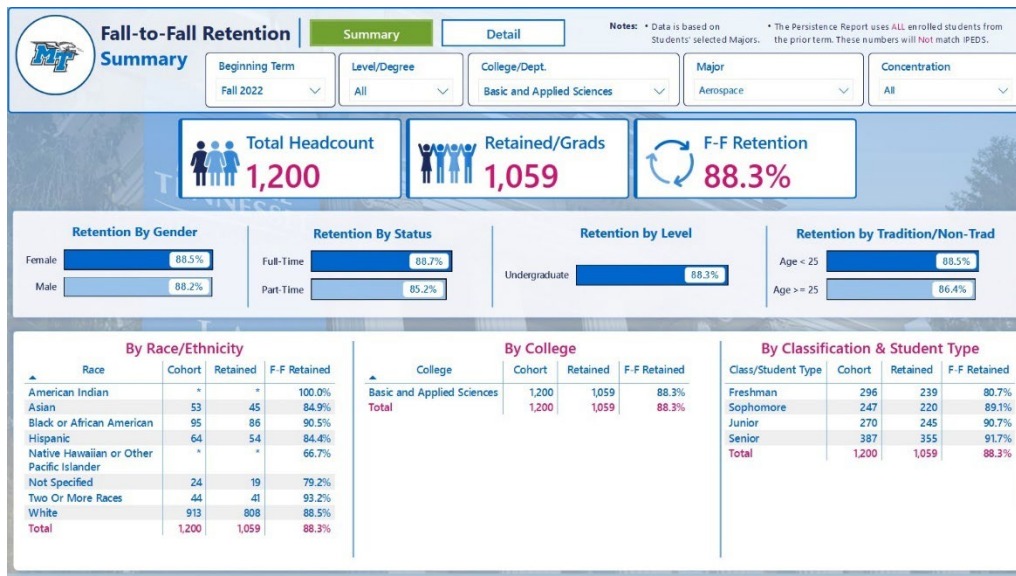 MT
Fall-to-Fall Retention
Summary
Summary
Detail
Notes: • Data is based on Students' selected Majors.
• The Persistence Report uses ALL enrolled students from the prior term. These numbers will Not match IPEDS.
Beginning Term
Fall 2022
Level/Degree
All
College/Dept.
Basic and Applied Sciences
Major
Aerospace
Concentration
All
Total Headcount
1,200
Retained/Grads
1,059
F-F Retention
88.3%
Retention By Gender
Female 88.5%
Male 88.2%
Retention By Status
Full-Time 88.7%
Part-Time 85.2%
Retention by Level
Undergraduate 88.3%
Retention by Tradition/Non-Trad
Age < 25 88.5%
Age >= 25 86.4%
By Race/Ethnicity
Race Cohort Retained F-F Retained
American Indian * * 100.0%
Asian 53 45 84.9%
Black or African American 95 86 90.5%
Hispanic 64 54 84.4%
Native Hawaiian or Other Pacific Islander * * 66.7%
Not Specified 24 19 79.2%
Two Or More Races 44 41 93.2%
White 913 808 88.5%
Total 1,200 1,059 88.3%
By College
College Cohort Retained F-F Retained
Basic and Applied Sciences 1,200 1,059 88.3%
Total 1,200 1,059 88.3%
By Classification & Student Type
Class/Student Type Cohort Retained F-F Retained
Freshman 296 239 80.7%
Sophomore 247 220 89.1%
Junior 270 245 90.7%
Senior 387 355 91.7%
Total 1,200 1,059 88.3%